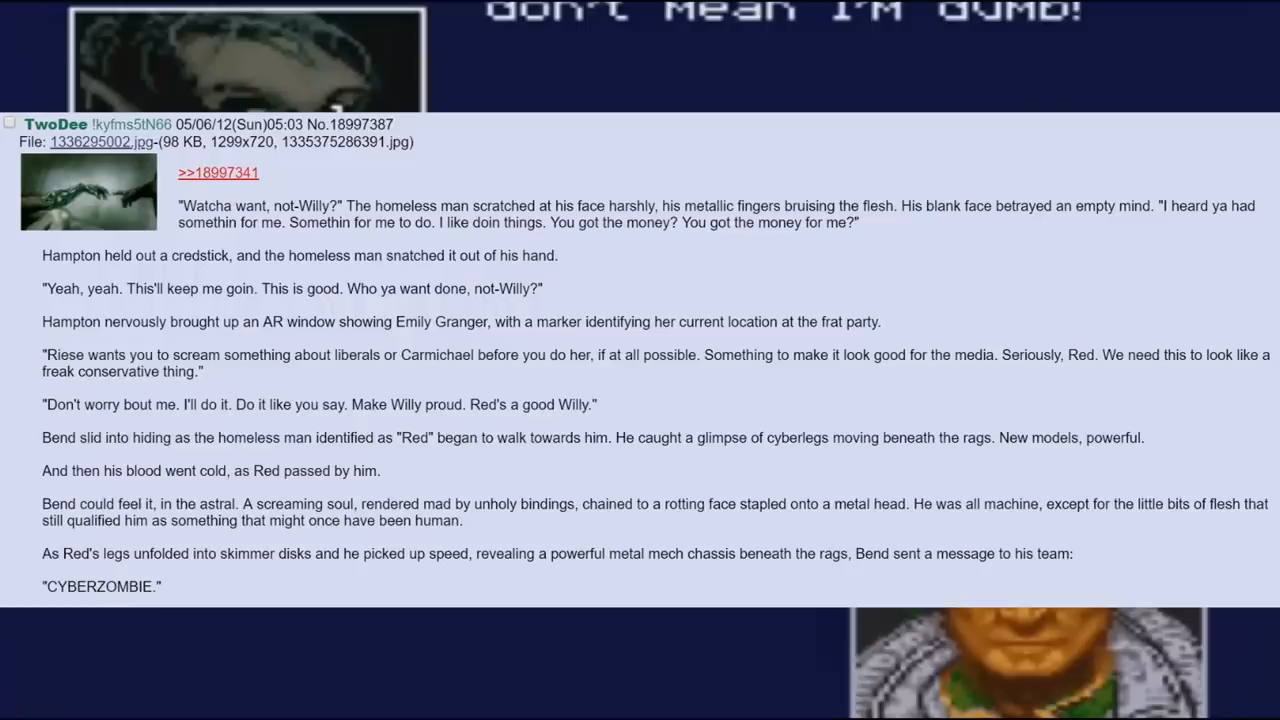 don't mean I'm dumb!
TwoDee !kyfms5tN66 05/06/12(Sun)05:03 No.18997387
File: 1336295002.jpg-(98 KB, 1299x720, 1335375286391.jpg)
>>18997341
"Watcha want, not-Willy?" The homeless man scratched at his face harshly, his metallic fingers bruising the flesh. His blank face betrayed an empty mind. "I heard ya had
somethin for me. Somethin for me to do. I like doin things. You got the money? You got the money for me?"
Hampton held out a credstick, and the homeless man snatched it out of his hand.
"Yeah, yeah. This'll keep me goin. This is good. Who ya want done, not-Willy?"
Hampton nervously brought up an AR window showing Emily Granger, with a marker identifying her current location at the frat party.
"Riese wants you to scream something about liberals or Carmichael before you do her, if at all possible. Something to make it look good for the media. Seriously, Red. We need this to look like a
freak conservative thing."
"Don't worry bout me. I'll do it. Do it like you say. Make Willy proud. Red's a good Willy."
Bend slid into hiding as the homeless man identified as "Red" began to walk towards him. He caught a glimpse of cyberlegs moving beneath the rags. New models, powerful.
And then his blood went cold, as Red passed by him.
Bend could feel it, in the astral. A screaming soul, rendered mad by unholy bindings, chained to a rotting face stapled onto a metal head. He was all machine, except for the little bits of flesh that
still qualified him as something that might once have been human.
As Red's legs unfolded into skimmer disks and he picked up speed, revealing a powerful metal mech chassis beneath the rags, Bend sent a message to his team:
"CYBERZOMBIE."